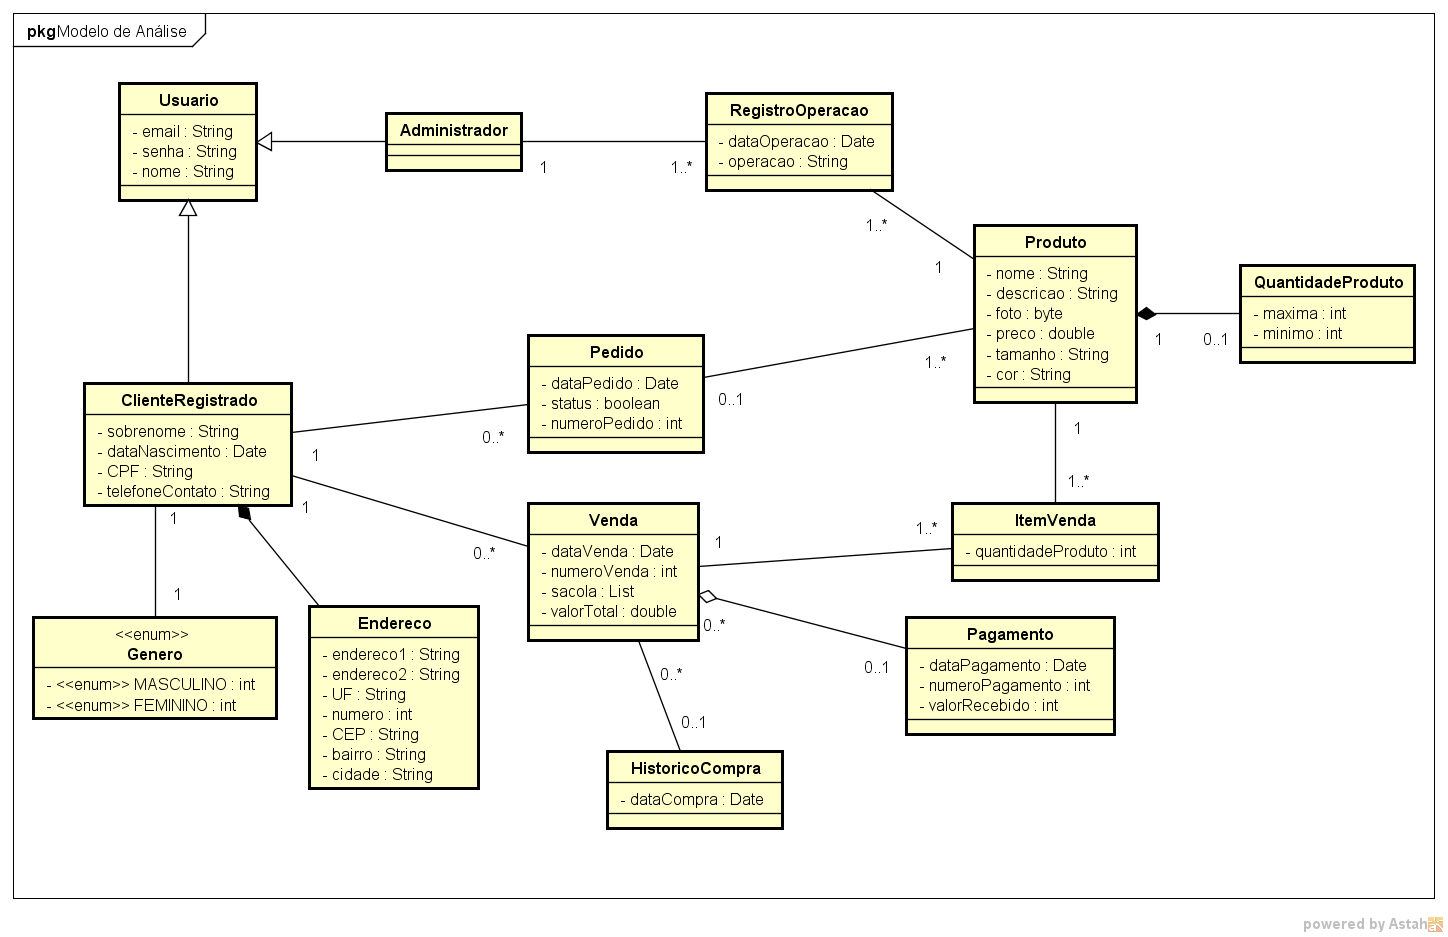 pkg Modelo de Análise
Usuario
- email : String
- senha : String
- nome : String
Administrador
1
1..*
RegistroOperacao
- dataOperacao : Date
- operacao : String
1..*
1
Produto
- nome : String
- descricao : String
- foto : byte
- preco : double
- tamanho : String
- cor : String
1
0..1
QuantidadeProduto
- maxima : int
- minimo : int
Pedido
- dataPedido : Date
- status : boolean
- numeroPedido : int
0..1
1..*
ClienteRegistrado
- sobrenome : String
- dataNascimento : Date
- CPF : String
- telefoneContato : String
1
0..*
1
0..*
1
1..*
Venda
- dataVenda : Date
- numeroVenda : int
- sacola : List
- valorTotal : double
1
1..*
ItemVenda
- quantidadeProduto : int
1
1
<<enum>>
Genero
- <<enum>> MASCULINO : int
- <<enum>> FEMININO : int
Endereco
- endereco1 : String
- endereco2 : String
- UF : String
- numero : int
- CEP : String
- bairro : String
- cidade : String
0..*
0..1
Pagamento
- dataPagamento : Date
- numeroPagamento : int
- valorRecebido : int
0..*
0..1
HistoricoCompra
- dataCompra : Date
powered by Astah